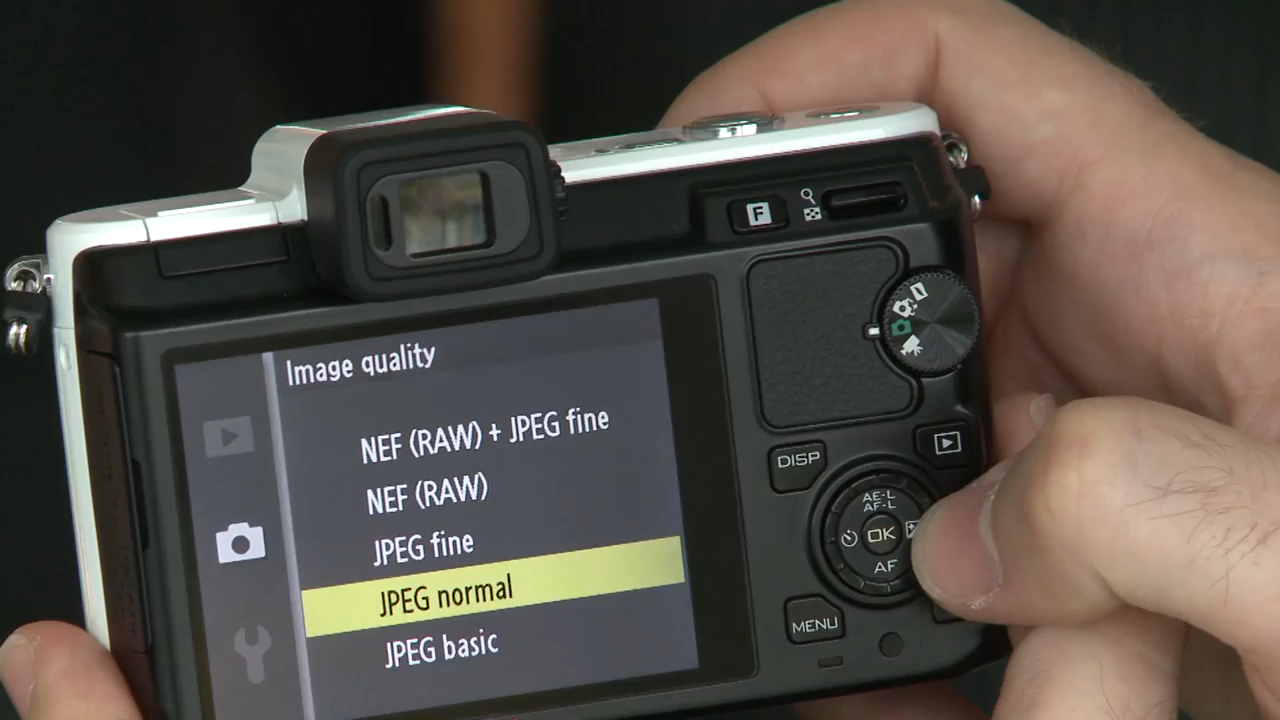 F
Image quality
NEF (RAW) + JPEG fine
NEF (RAW)
JPEG fine
JPEG normal
JPEG basic
DISP
AE-L
AF-L
OK
AF
MENU